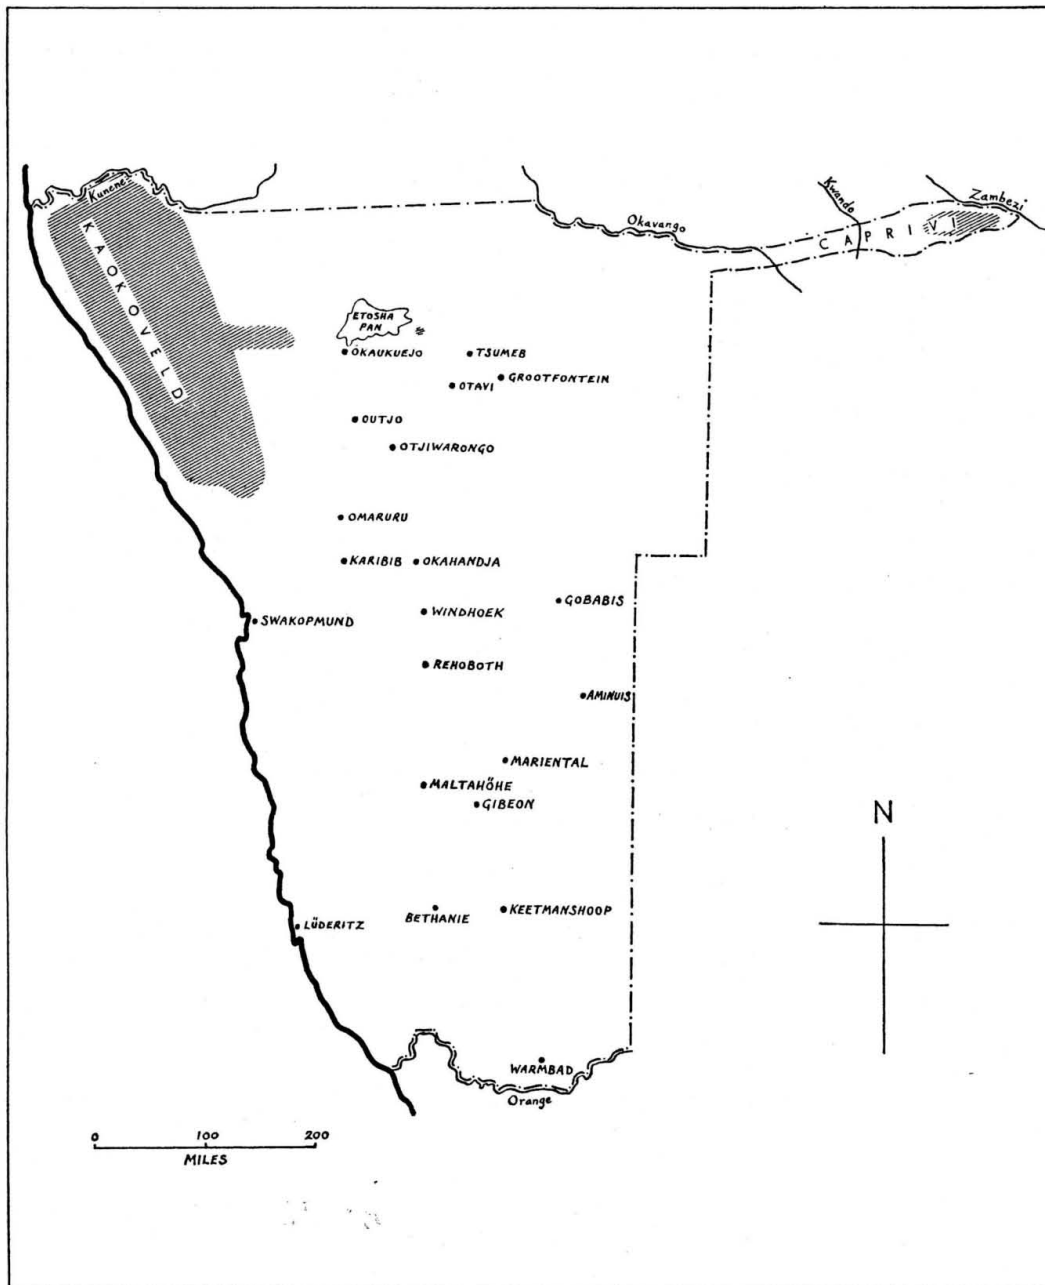 Kunene
Okavango
Kwando
Zambezi
CAPRIVI
KAOKOVELD
ETOSHA
PAN
OKAUKUEJO
TSUMEB
GROOTFONTEIN
OTAVI
OUTJO
OTJIWARONGO
OMARURU
KARIBIB
OKAHANDJA
GOBABIS
WINDHOEK
SWAKOPMUND
REHOBOTH
AMINUIS
MARIENTAL
MALTAHÖHE
GIBEON
N
BETHANIE
KEETMANSHOOP
LÜDERITZ
WARMBAD
Orange
0 100 200
MILES